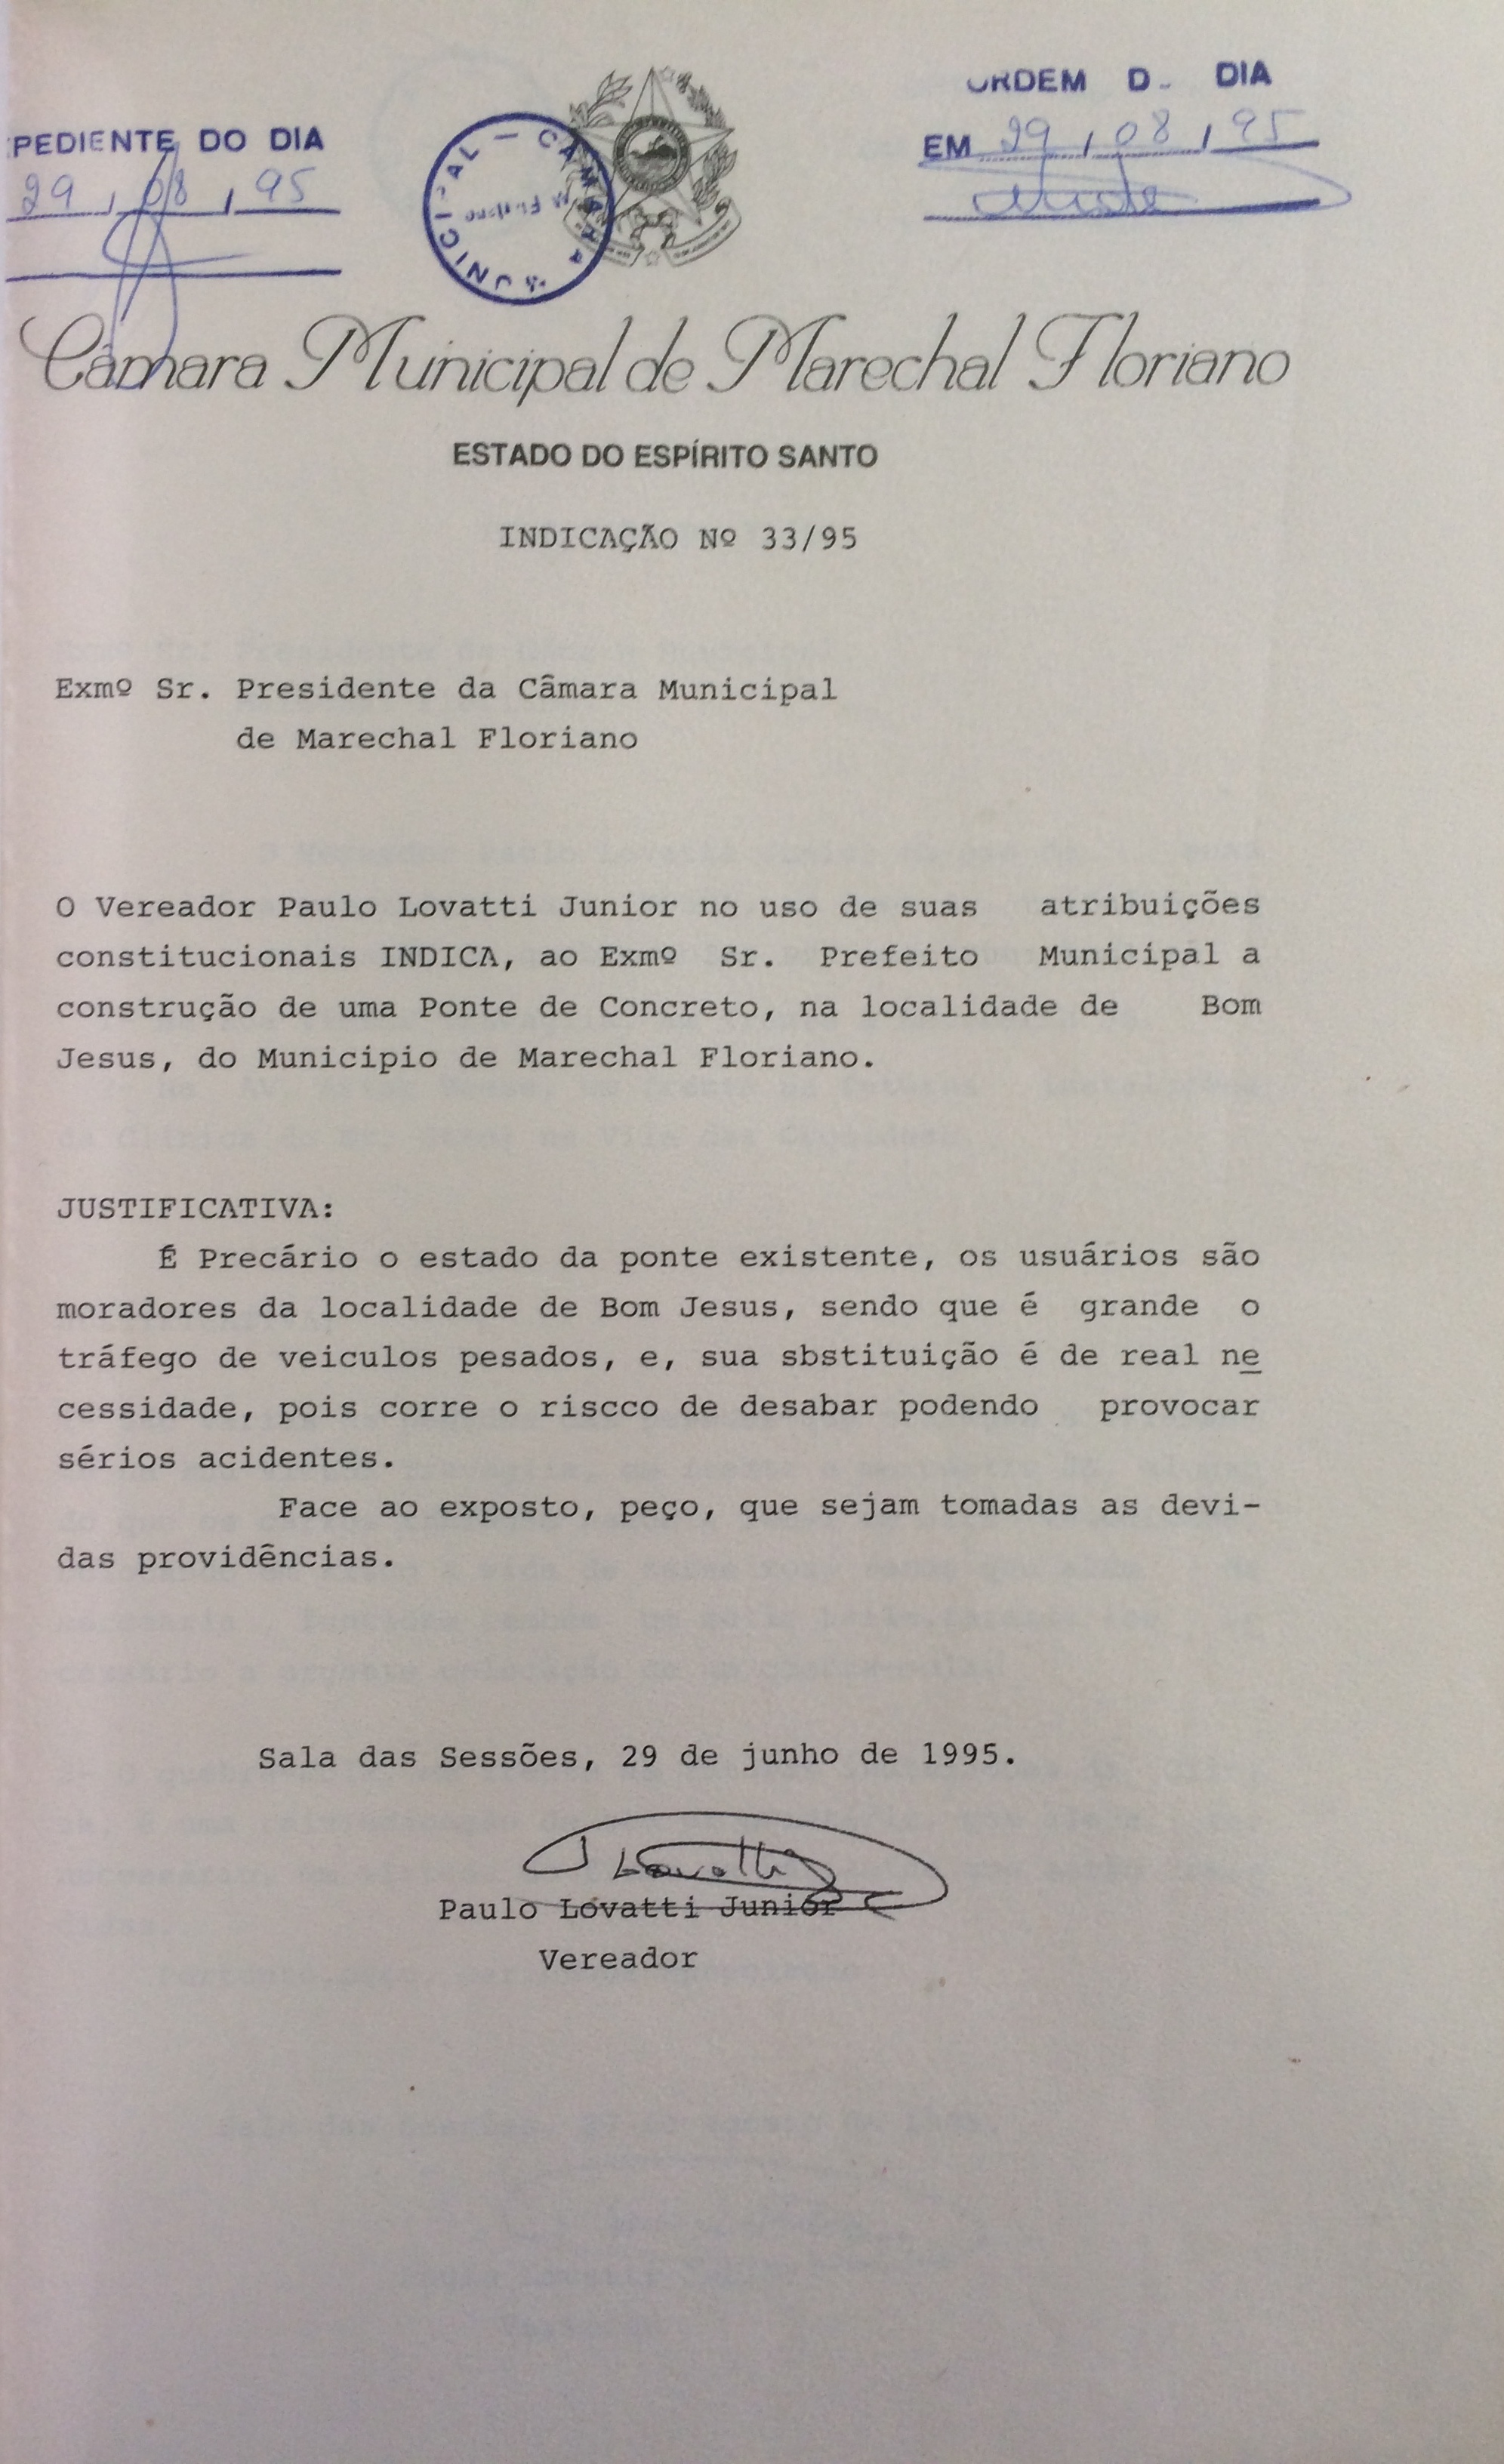 PEDIENTE DO DIA
29 / 08 / 95
ORDEM D DIA
EM 29 / 08 / 95
CÂMARA MUNICIPAL
M. Floriano
Câmara Municipal de Marechal Floriano
ESTADO DO ESPÍRITO SANTO
INDICAÇÃO Nº 33/95
Exmº Sr. Presidente da Câmara Municipal
de Marechal Floriano
O Vereador Paulo Lovatti Junior no uso de suas atribuições
constitucionais INDICA, ao Exmº Sr. Prefeito Municipal a
construção de uma Ponte de Concreto, na localidade de Bom
Jesus, do Municipio de Marechal Floriano.
JUSTIFICATIVA:
É Precário o estado da ponte existente, os usuários são
moradores da localidade de Bom Jesus, sendo que é grande o
tráfego de veiculos pesados, e, sua sbstituição é de real ne
cessidade, pois corre o riscco de desabar podendo provocar
sérios acidentes.
Face ao exposto, peço, que sejam tomadas as devi-
das providências.
Sala das Sessões, 29 de junho de 1995.
Paulo Lovatti Junior
Vereador